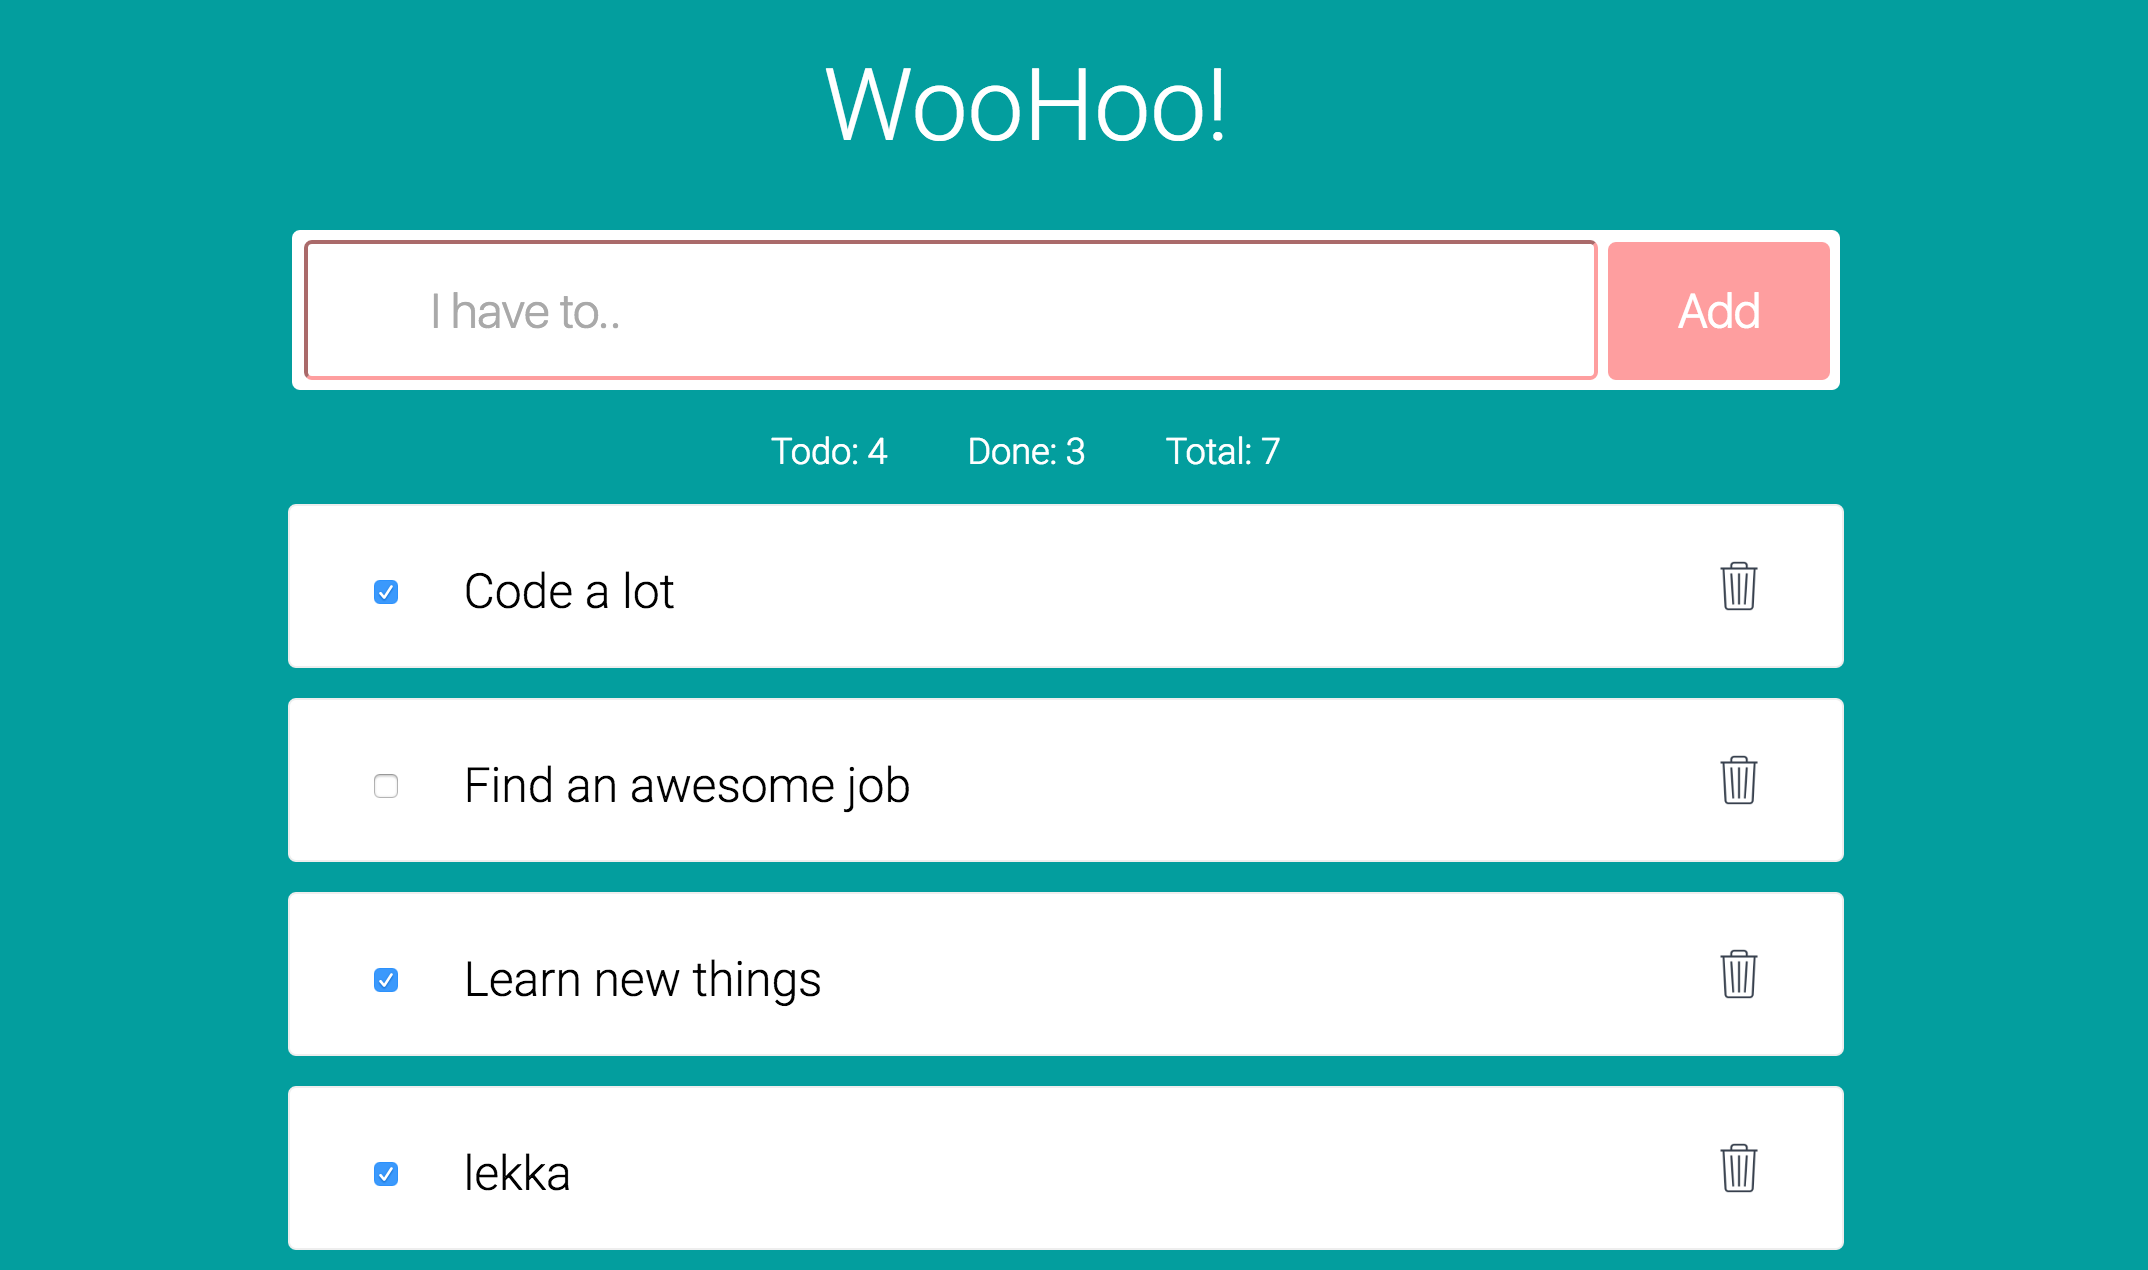 WooHoo!
I have to..
Add
Todo: 4 Done: 3 Total: 7
Code a lot
Find an awesome job
Learn new things
lekka